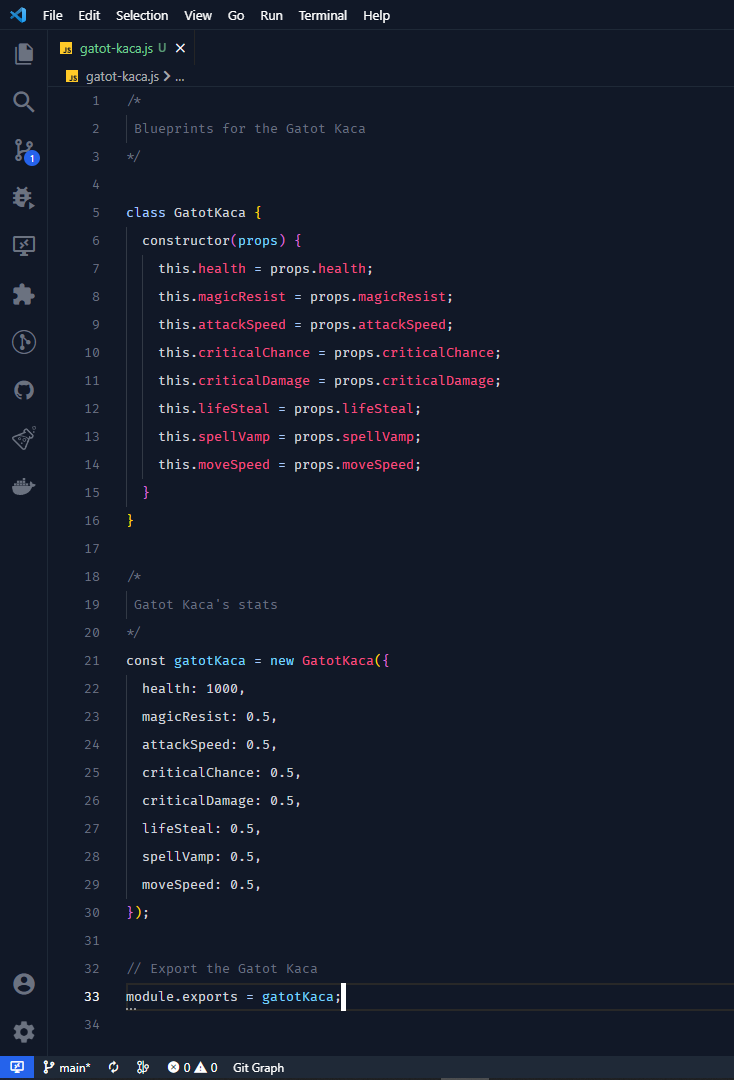 File Edit Selection View Go Run Terminal Help
JS gatot-kaca.js U
JS gatot-kaca.js > ...
1 /*
2 Blueprints for the Gatot Kaca
3 */
4
5 class GatotKaca {
6 constructor(props) {
7 this.health = props.health;
8 this.magicResist = props.magicResist;
9 this.attackSpeed = props.attackSpeed;
10 this.criticalChance = props.criticalChance;
11 this.criticalDamage = props.criticalDamage;
12 this.lifeSteal = props.lifeSteal;
13 this.spellVamp = props.spellVamp;
14 this.moveSpeed = props.moveSpeed;
15 }
16 }
17
18 /*
19 Gatot Kaca's stats
20 */
21 const gatotKaca = new GatotKaca({
22 health: 1000,
23 magicResist: 0.5,
24 attackSpeed: 0.5,
25 criticalChance: 0.5,
26 criticalDamage: 0.5,
27 lifeSteal: 0.5,
28 spellVamp: 0.5,
29 moveSpeed: 0.5,
30 });
31
32 // Export the Gatot Kaca
33 module.exports = gatotKaca;
34
1
main* 0 0 Git Graph